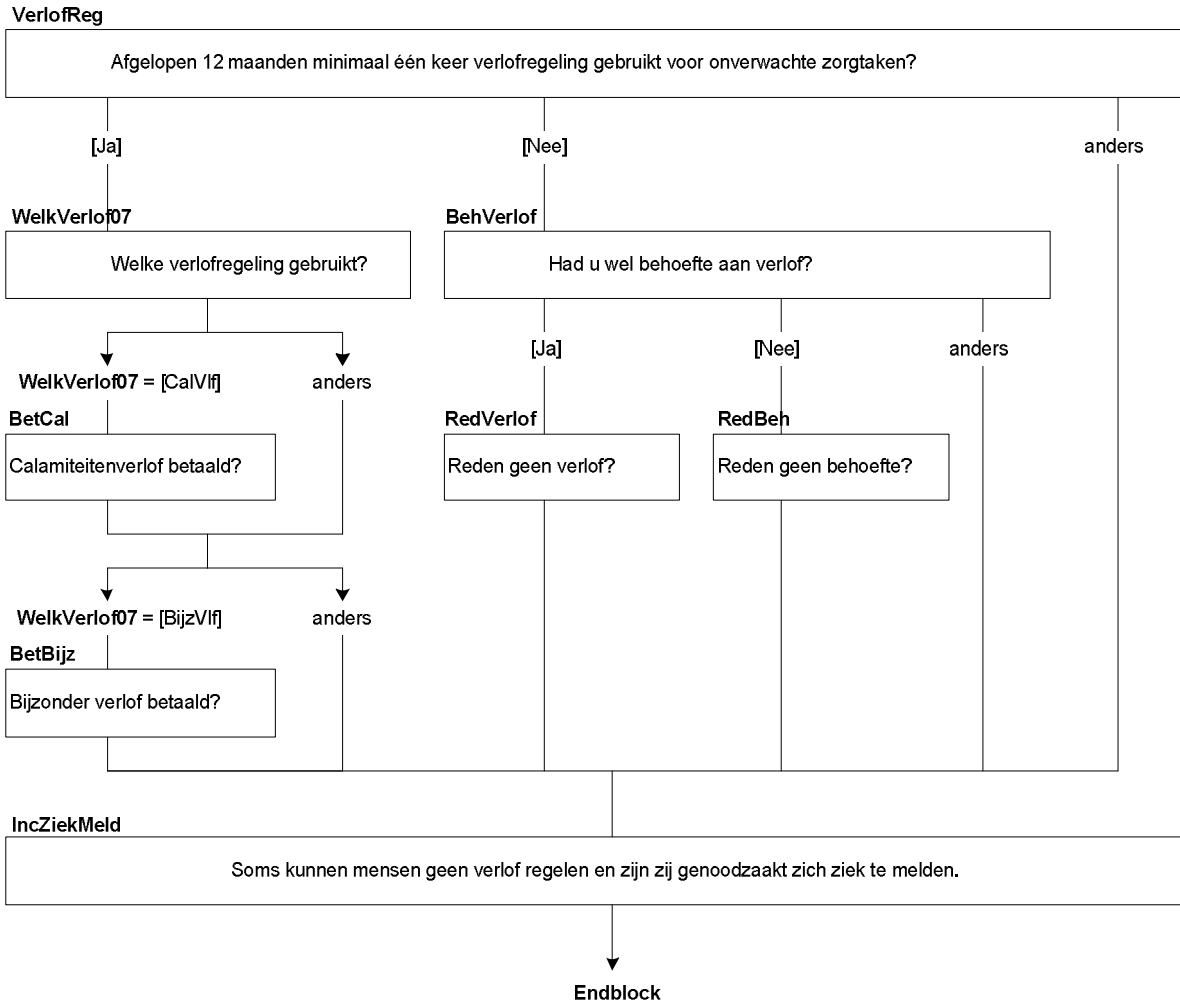 VerlofReg
Afgelopen 12 maanden minimaal één keer verlofregeling gebruikt voor onverwachte zorgtaken?
[Ja] [Nee] anders
WelkVerlof07 BehVerlof
Welke verlofregeling gebruikt? Had u wel behoefte aan verlof?
[Ja] [Nee] anders
WelkVerlof07 = [CalVlf] anders
BetCal RedVerlof RedBeh
Calamiteitenverlof betaald? Reden geen verlof? Reden geen behoefte?
WelkVerlof07 = [BijzVlf] anders
BetBijz
Bijzonder verlof betaald?
IncZiekMeld
Soms kunnen mensen geen verlof regelen en zijn zij genoodzaakt zich ziek te melden.
Endblock